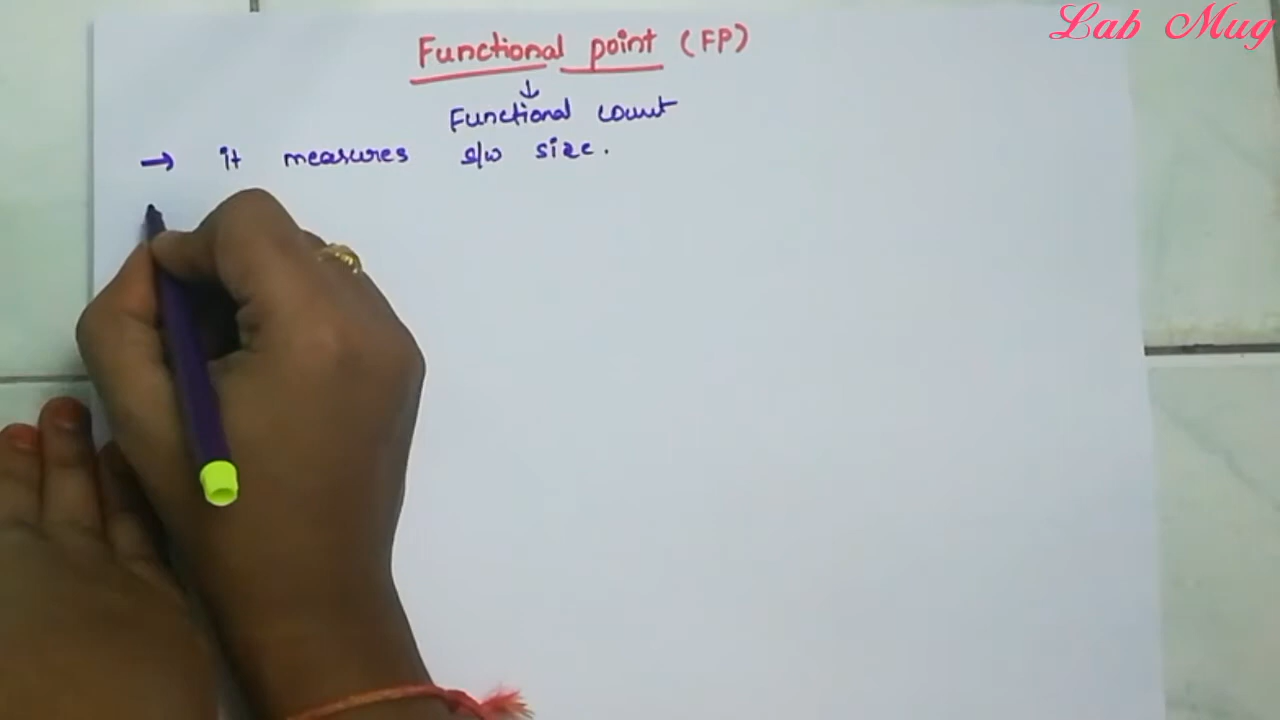 Lab Mug
Functional point (FP)
↓
Functional count
→ it measures s/w size.